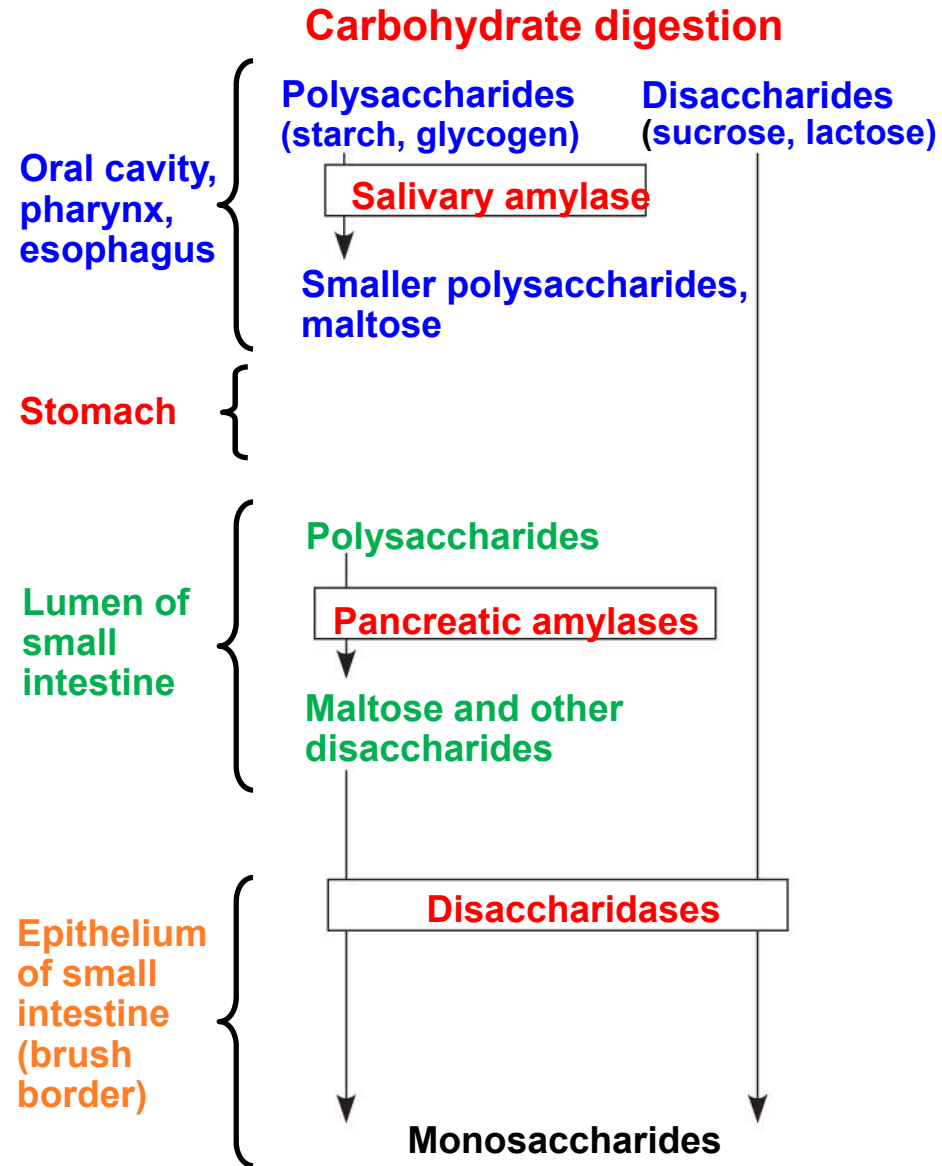 Carbohydrate digestion
Polysaccharides
(starch, glycogen)
Disaccharides
(sucrose, lactose)
Oral cavity,
pharynx,
esophagus
Salivary amylase
Smaller polysaccharides,
maltose
Stomach
Lumen of
small
intestine
Polysaccharides
Pancreatic amylases
Maltose and other
disaccharides
Epithelium
of small
intestine
(brush
border)
Disaccharidases
Monosaccharides